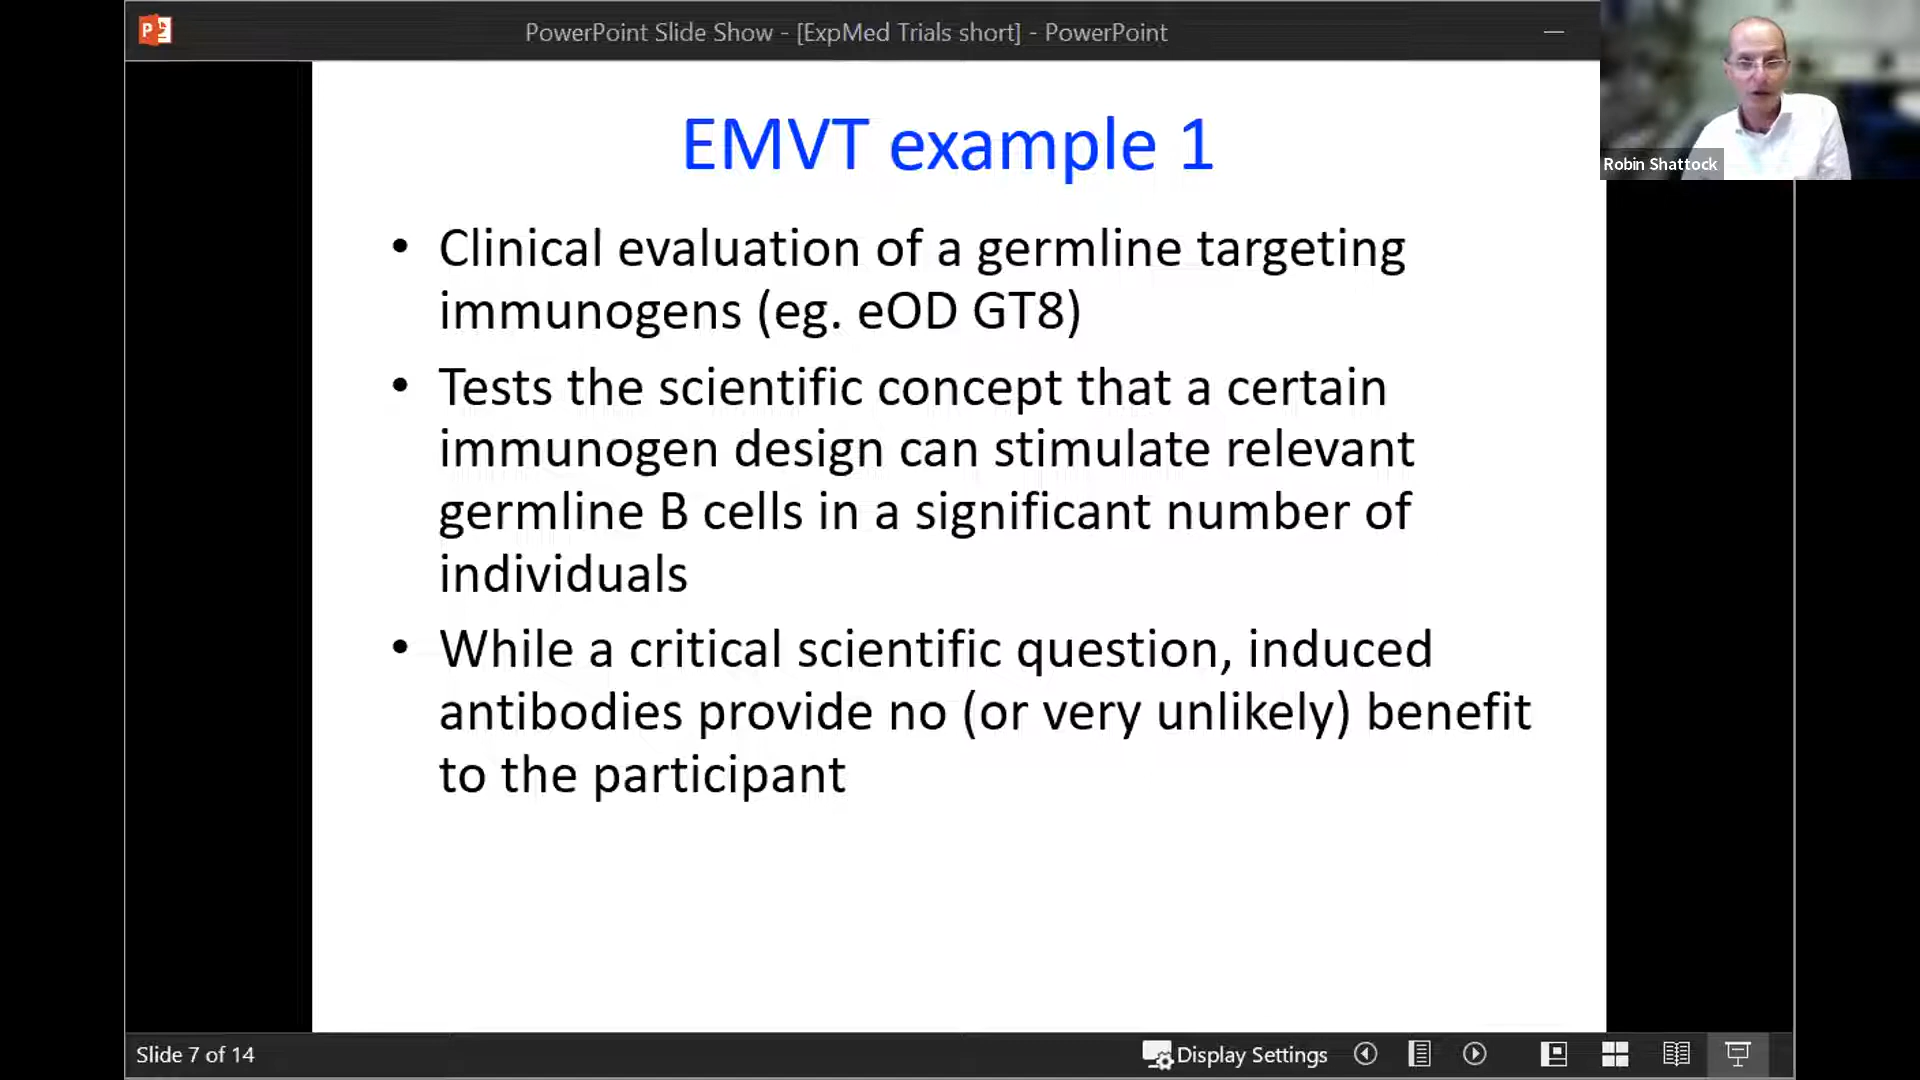 PowerPoint Slide Show - [ExpMed Trials short] - PowerPoint
Robin Shattock
EMVT example 1
• Clinical evaluation of a germline targeting
immunogens (eg. eOD GT8)
• Tests the scientific concept that a certain
immunogen design can stimulate relevant
germline B cells in a significant number of
individuals
• While a critical scientific question, induced
antibodies provide no (or very unlikely) benefit
to the participant
Slide 7 of 14
Display Settings